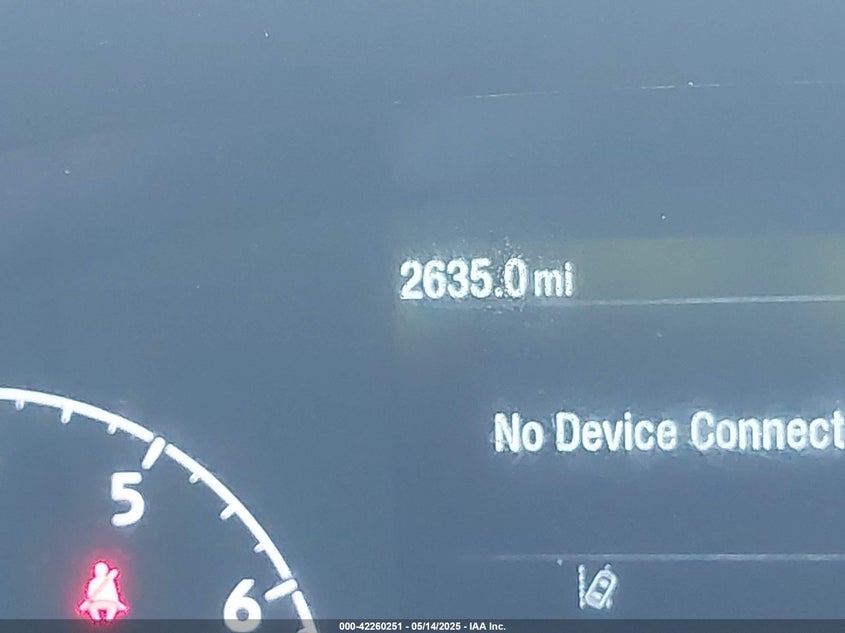 2635.0 mi
No Device Connect
5
6
000-42260251 - 05/14/2025 - IAA Inc.